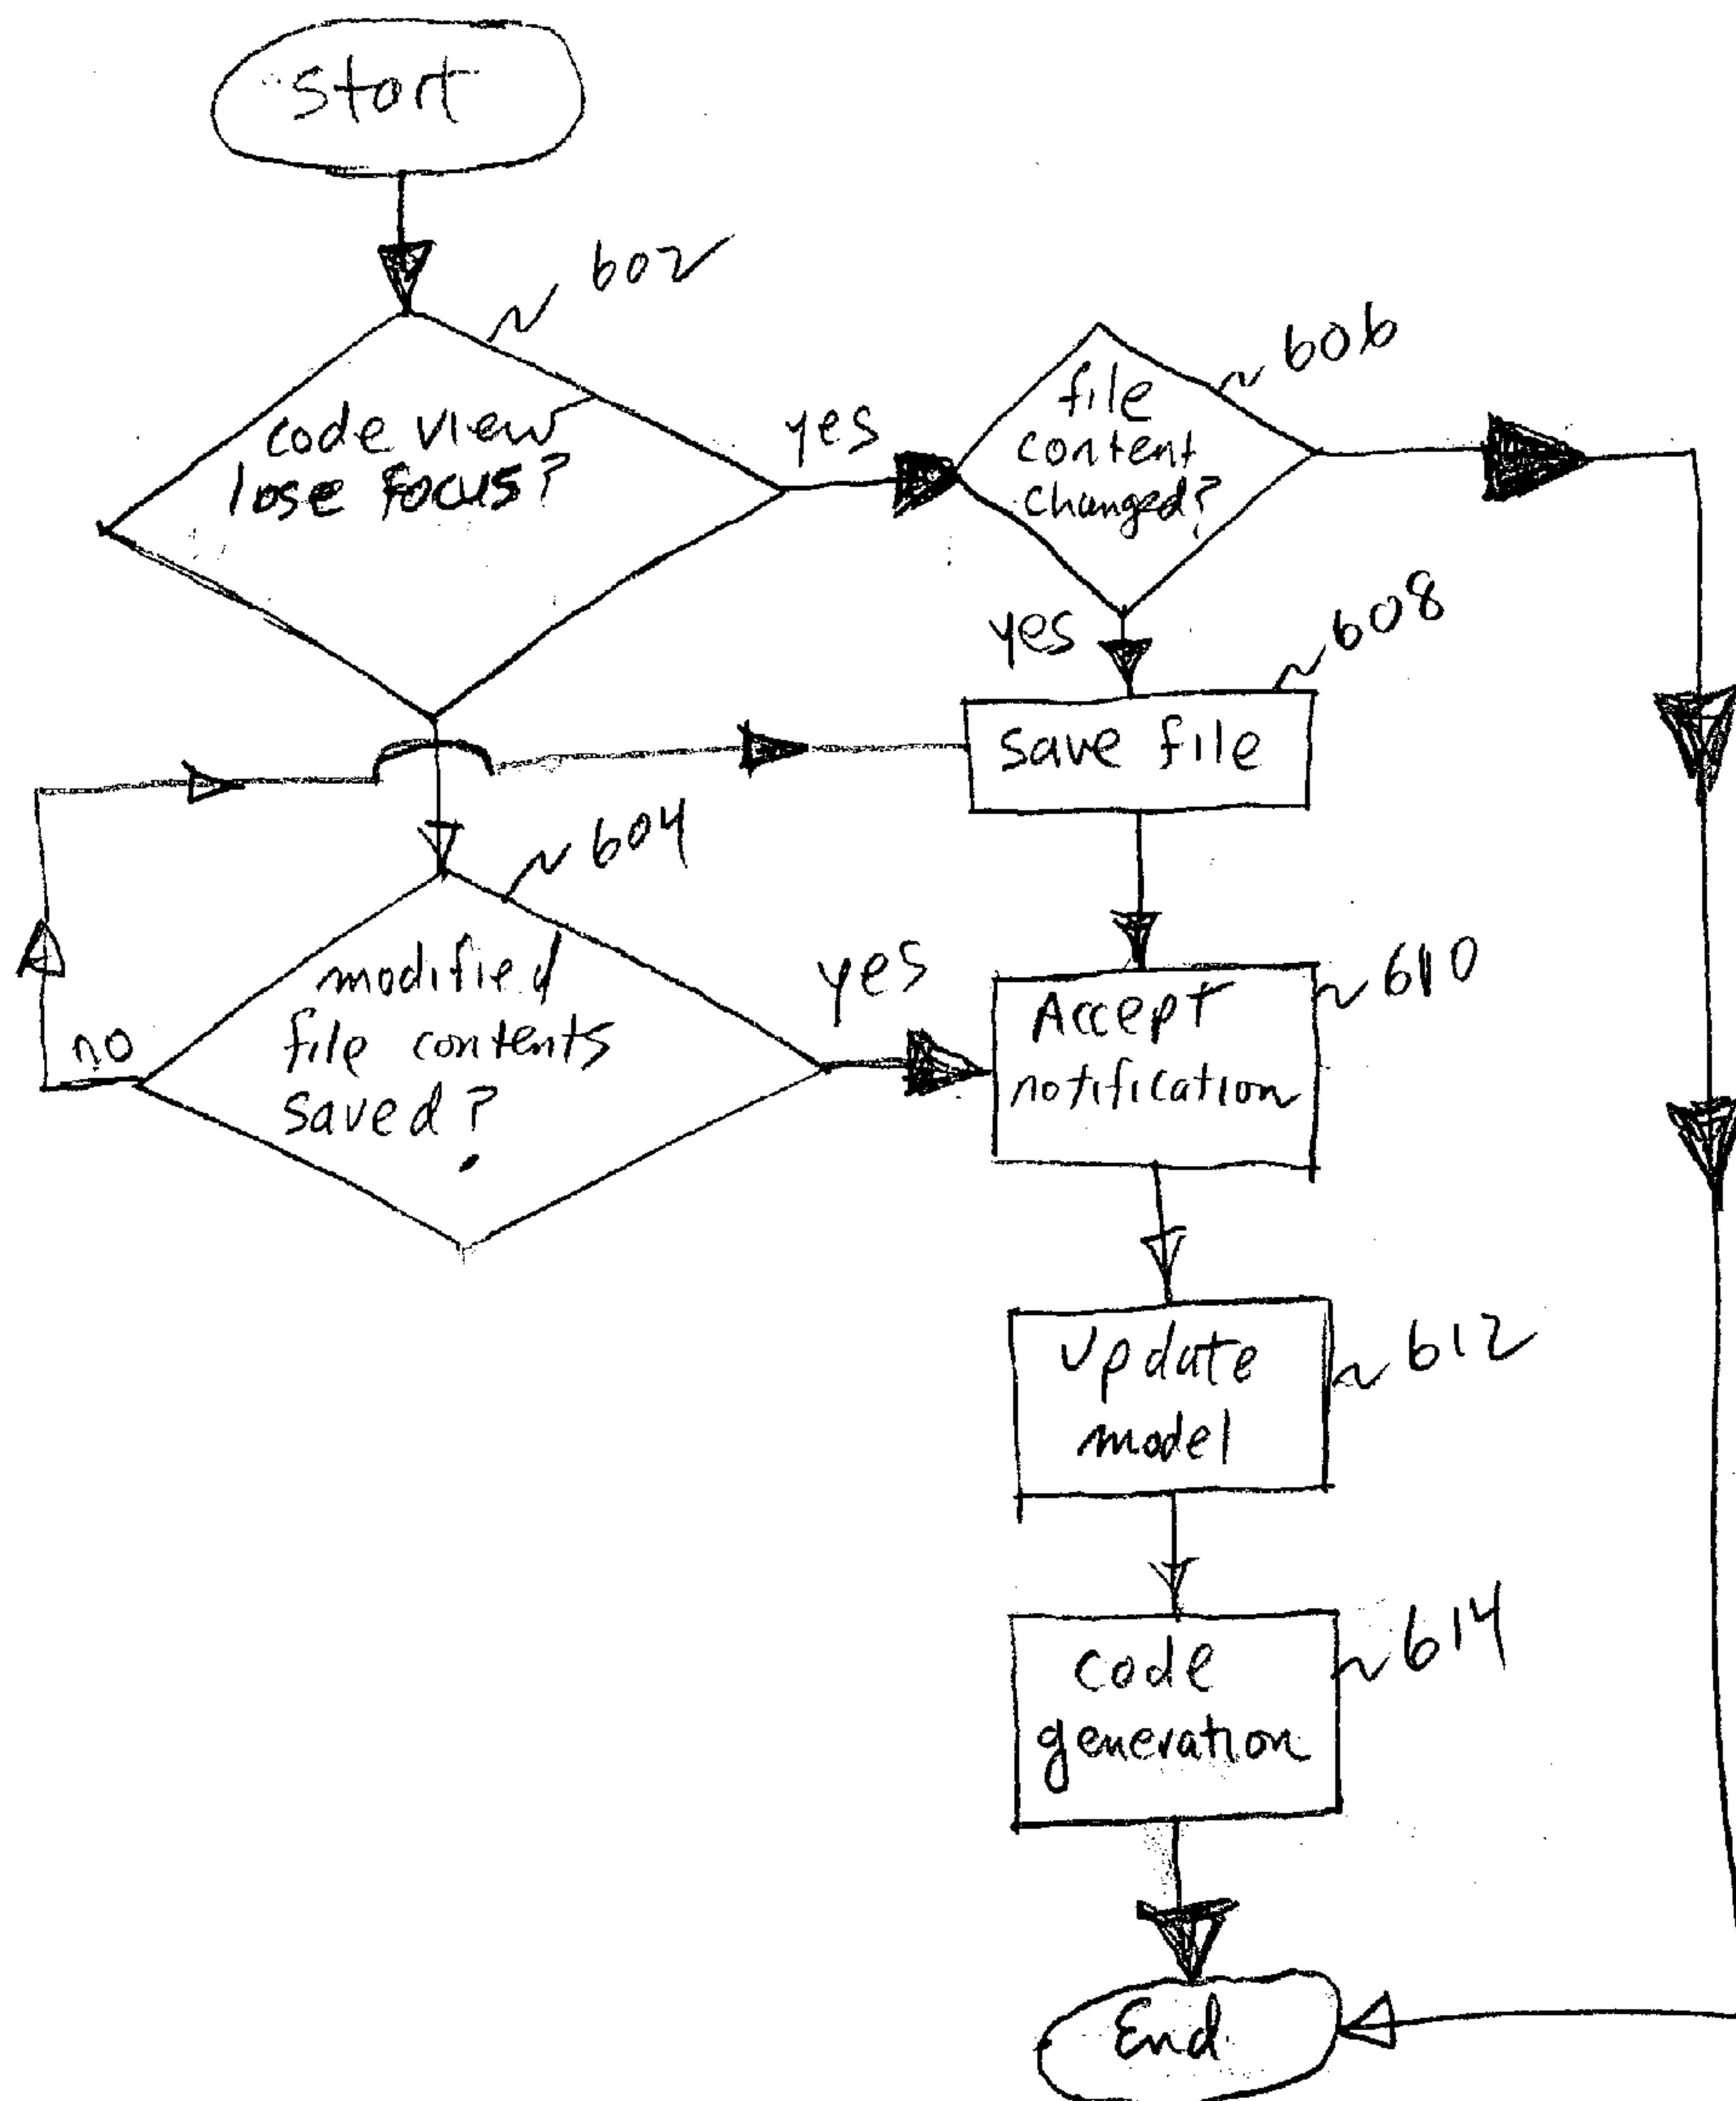 Start
602
code view
lose focus?
yes
606
file
content
changed?
yes
608
save file
604
modified
file contents
saved?
no
yes
610
Accept
notification
612
Update
model
614
code
generation
End